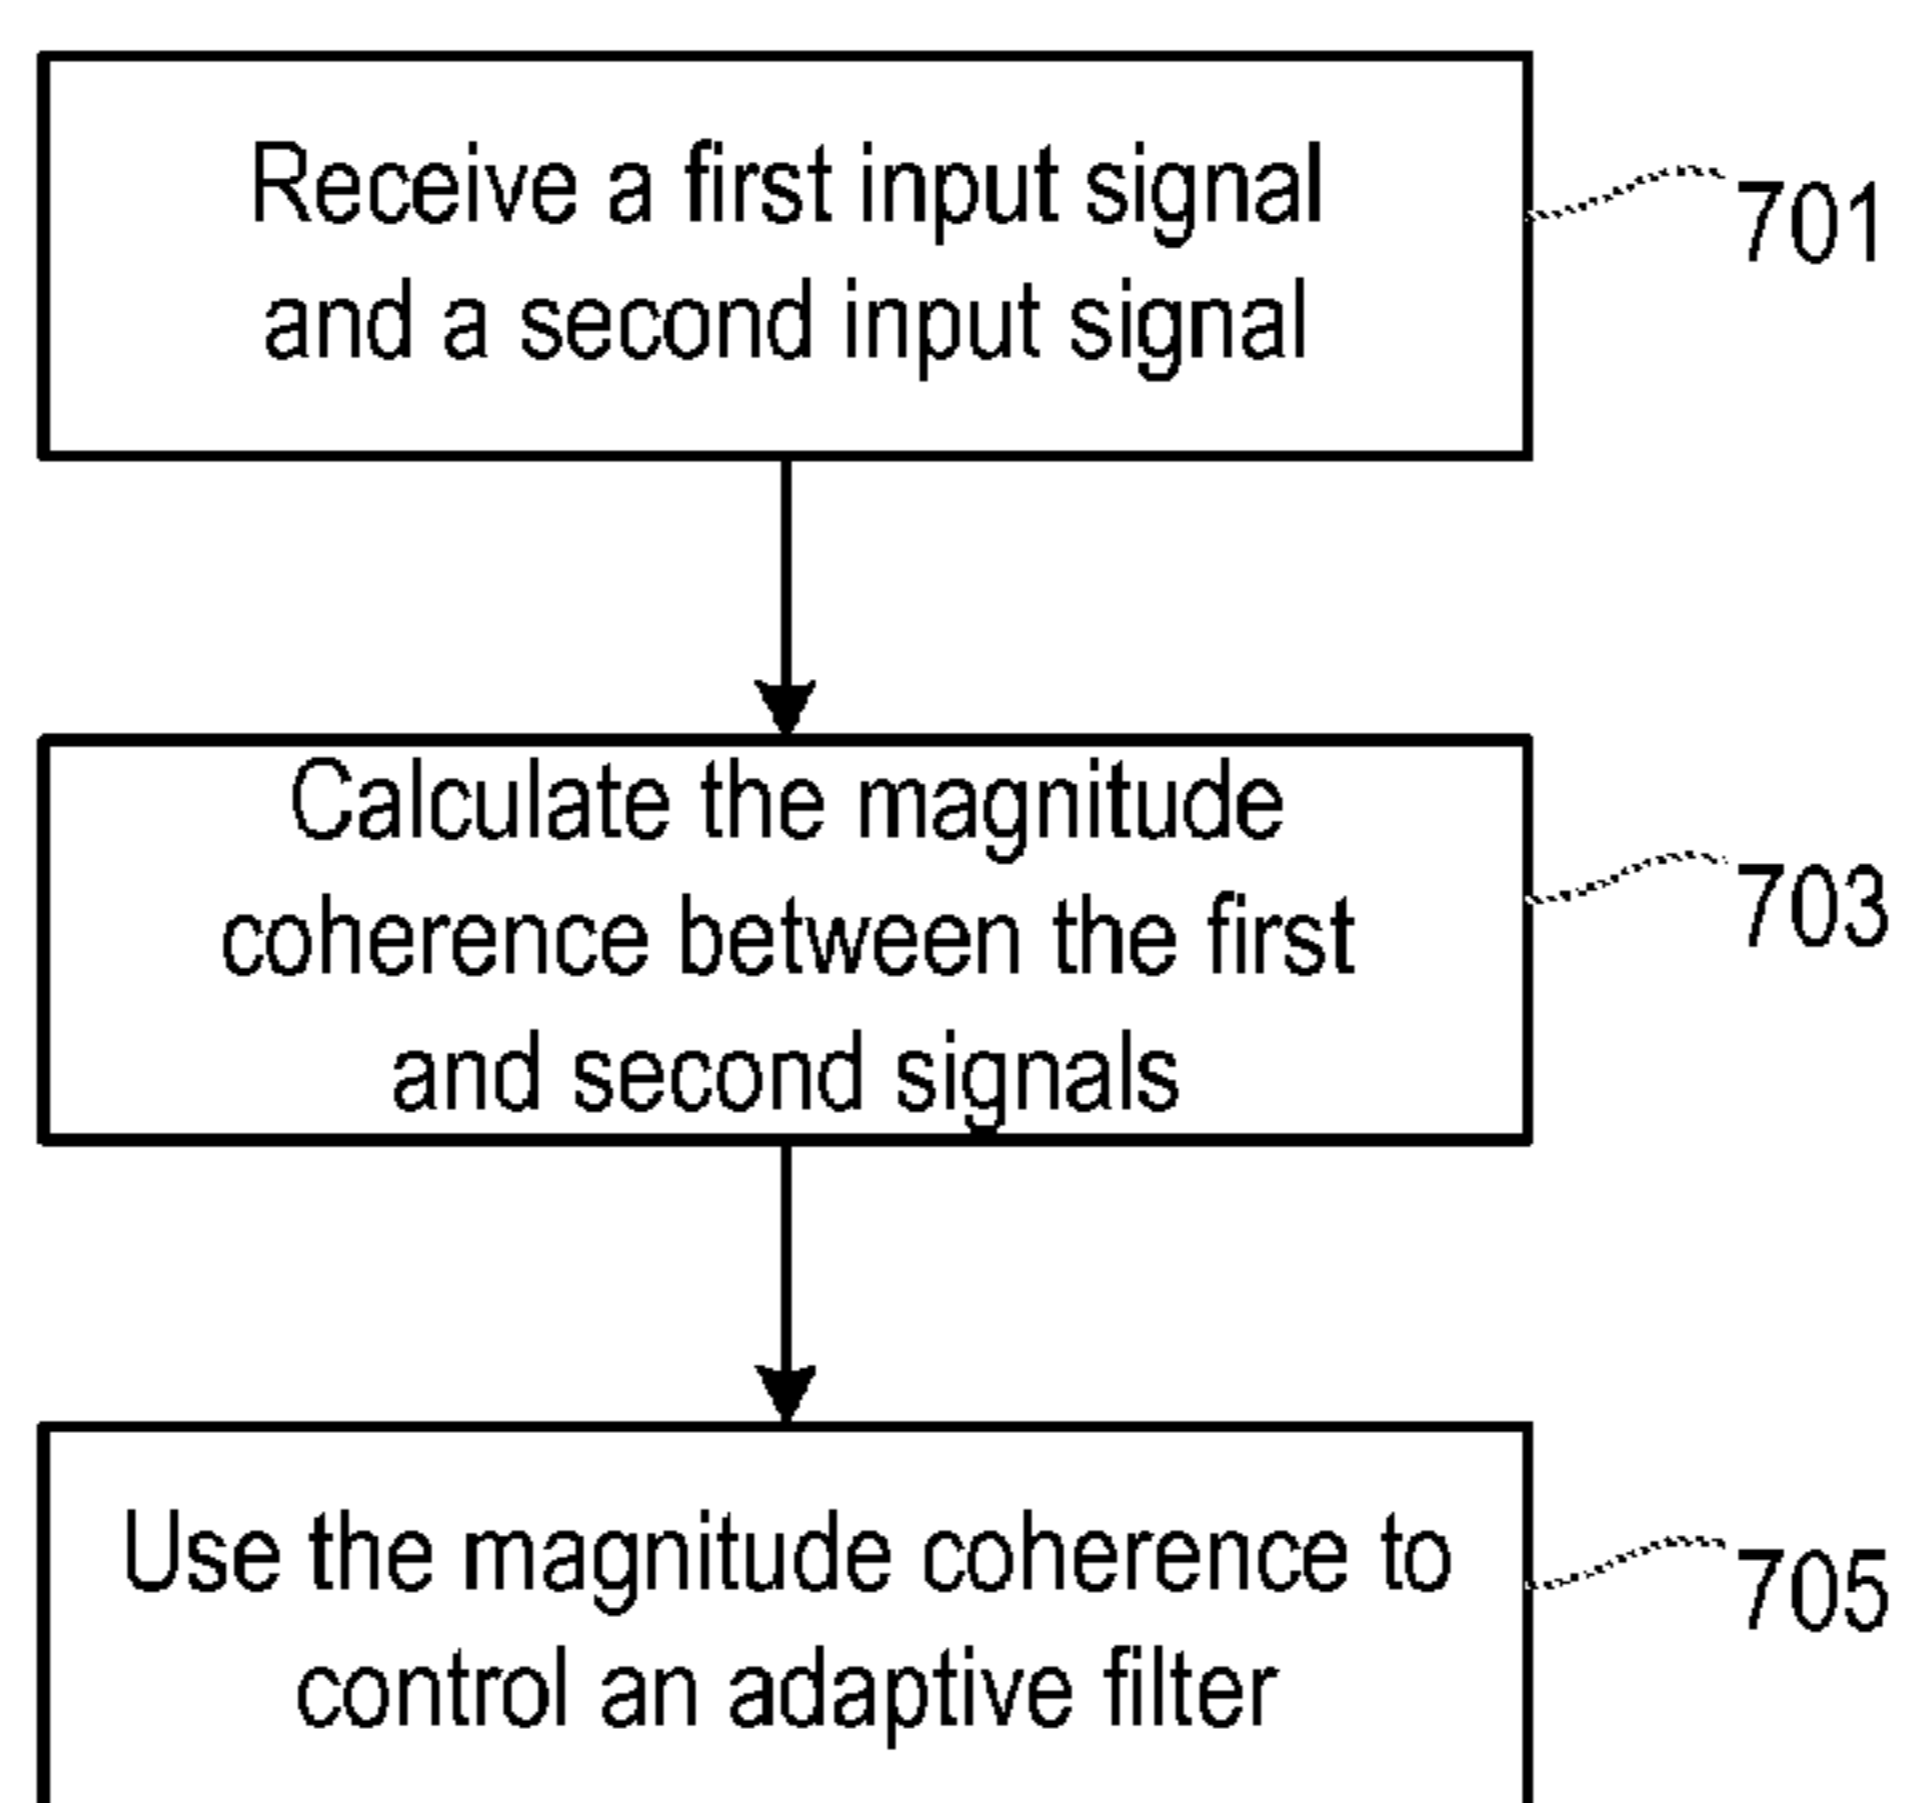 Receive a first input signal
and a second input signal
701
Calculate the magnitude
coherence between the first
and second signals
703
Use the magnitude coherence to
control an adaptive filter
705